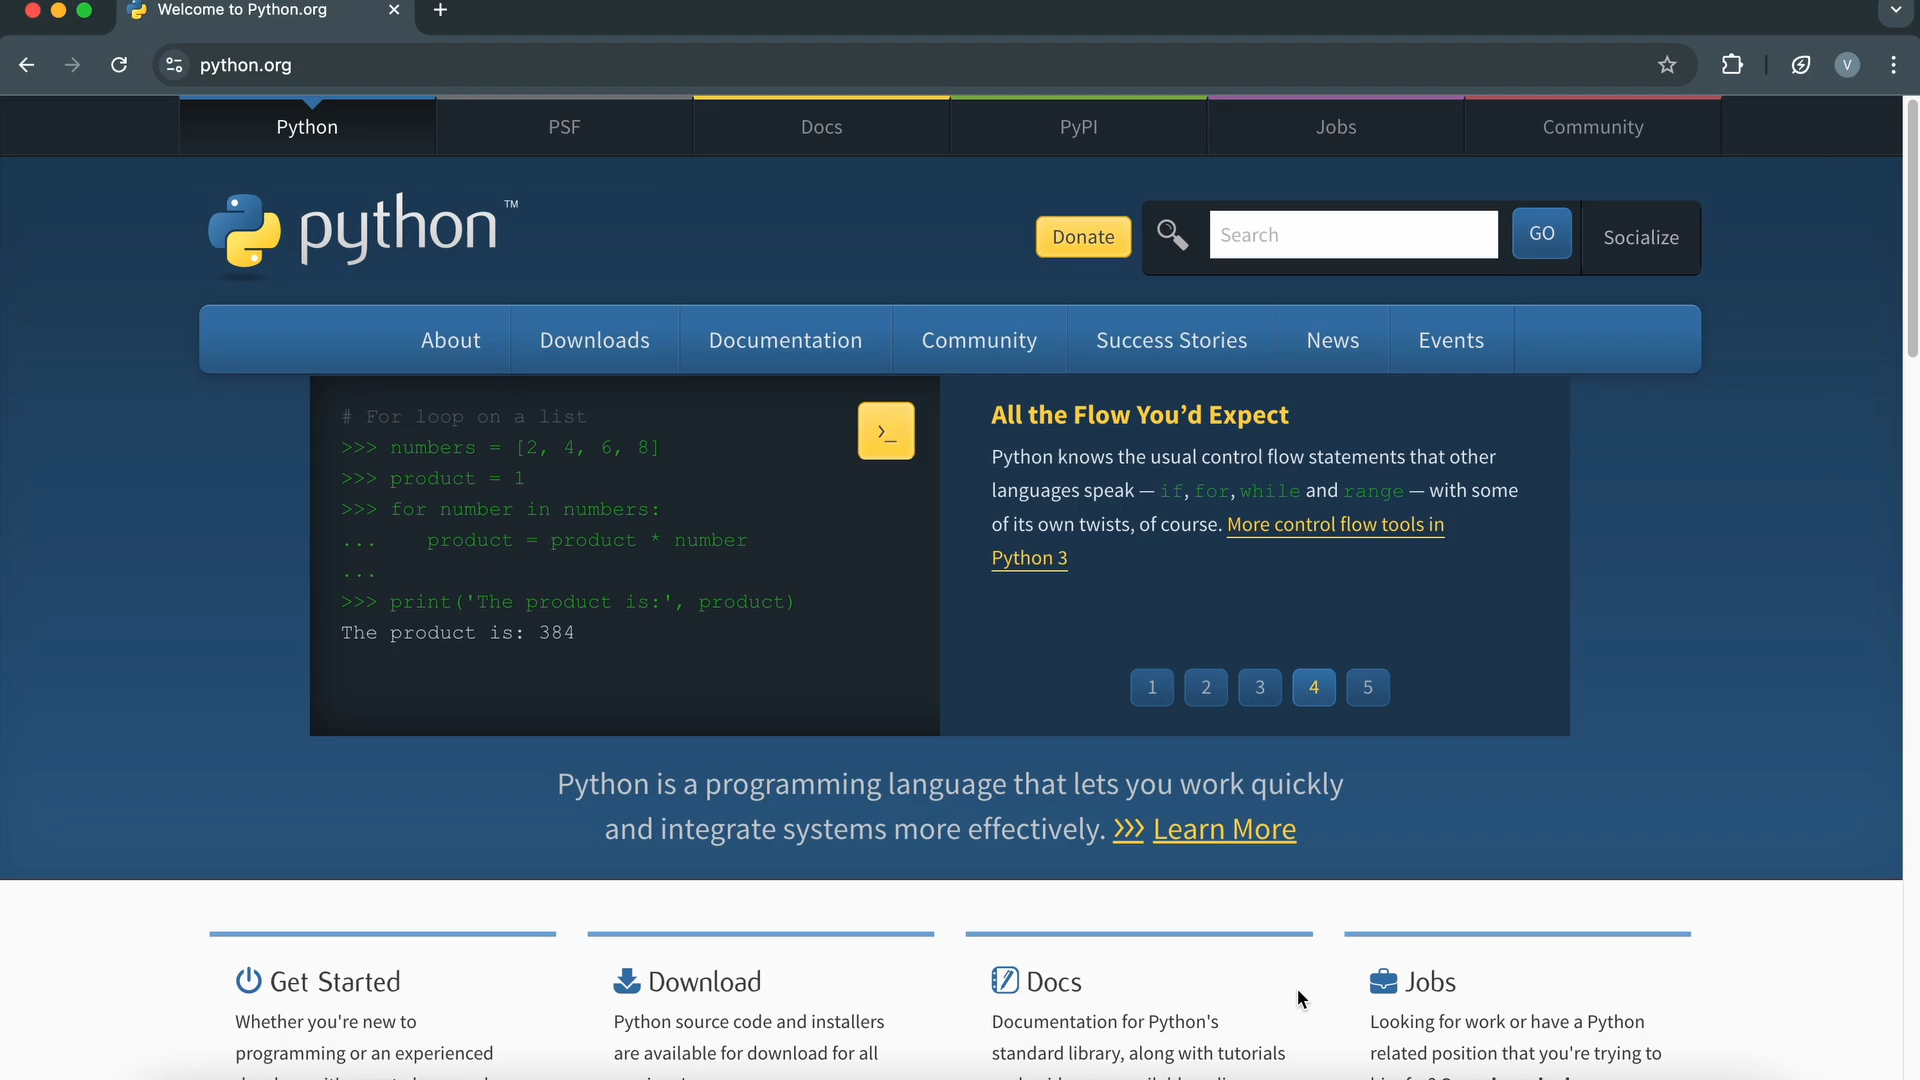 Welcome to Python.org
python.org
V
Python
PSF
Docs
PyPI
Jobs
Community
python™
Donate
Search
GO
Socialize
About
Downloads
Documentation
Community
Success Stories
News
Events
# For loop on a list
>>> numbers = [2, 4, 6, 8]
>>> product = 1
>>> for number in numbers:
...    product = product * number
...
>>> print('The product is:', product)
The product is: 384
>_
All the Flow You’d Expect
Python knows the usual control flow statements that other
languages speak — if, for, while and range — with some
of its own twists, of course. More control flow tools in
Python 3
1
2
3
4
5
Python is a programming language that lets you work quickly
and integrate systems more effectively. >>> Learn More
Get Started
Whether you're new to
programming or an experienced
Download
Python source code and installers
are available for download for all
Docs
Documentation for Python's
standard library, along with tutorials
Jobs
Looking for work or have a Python
related position that you're trying to